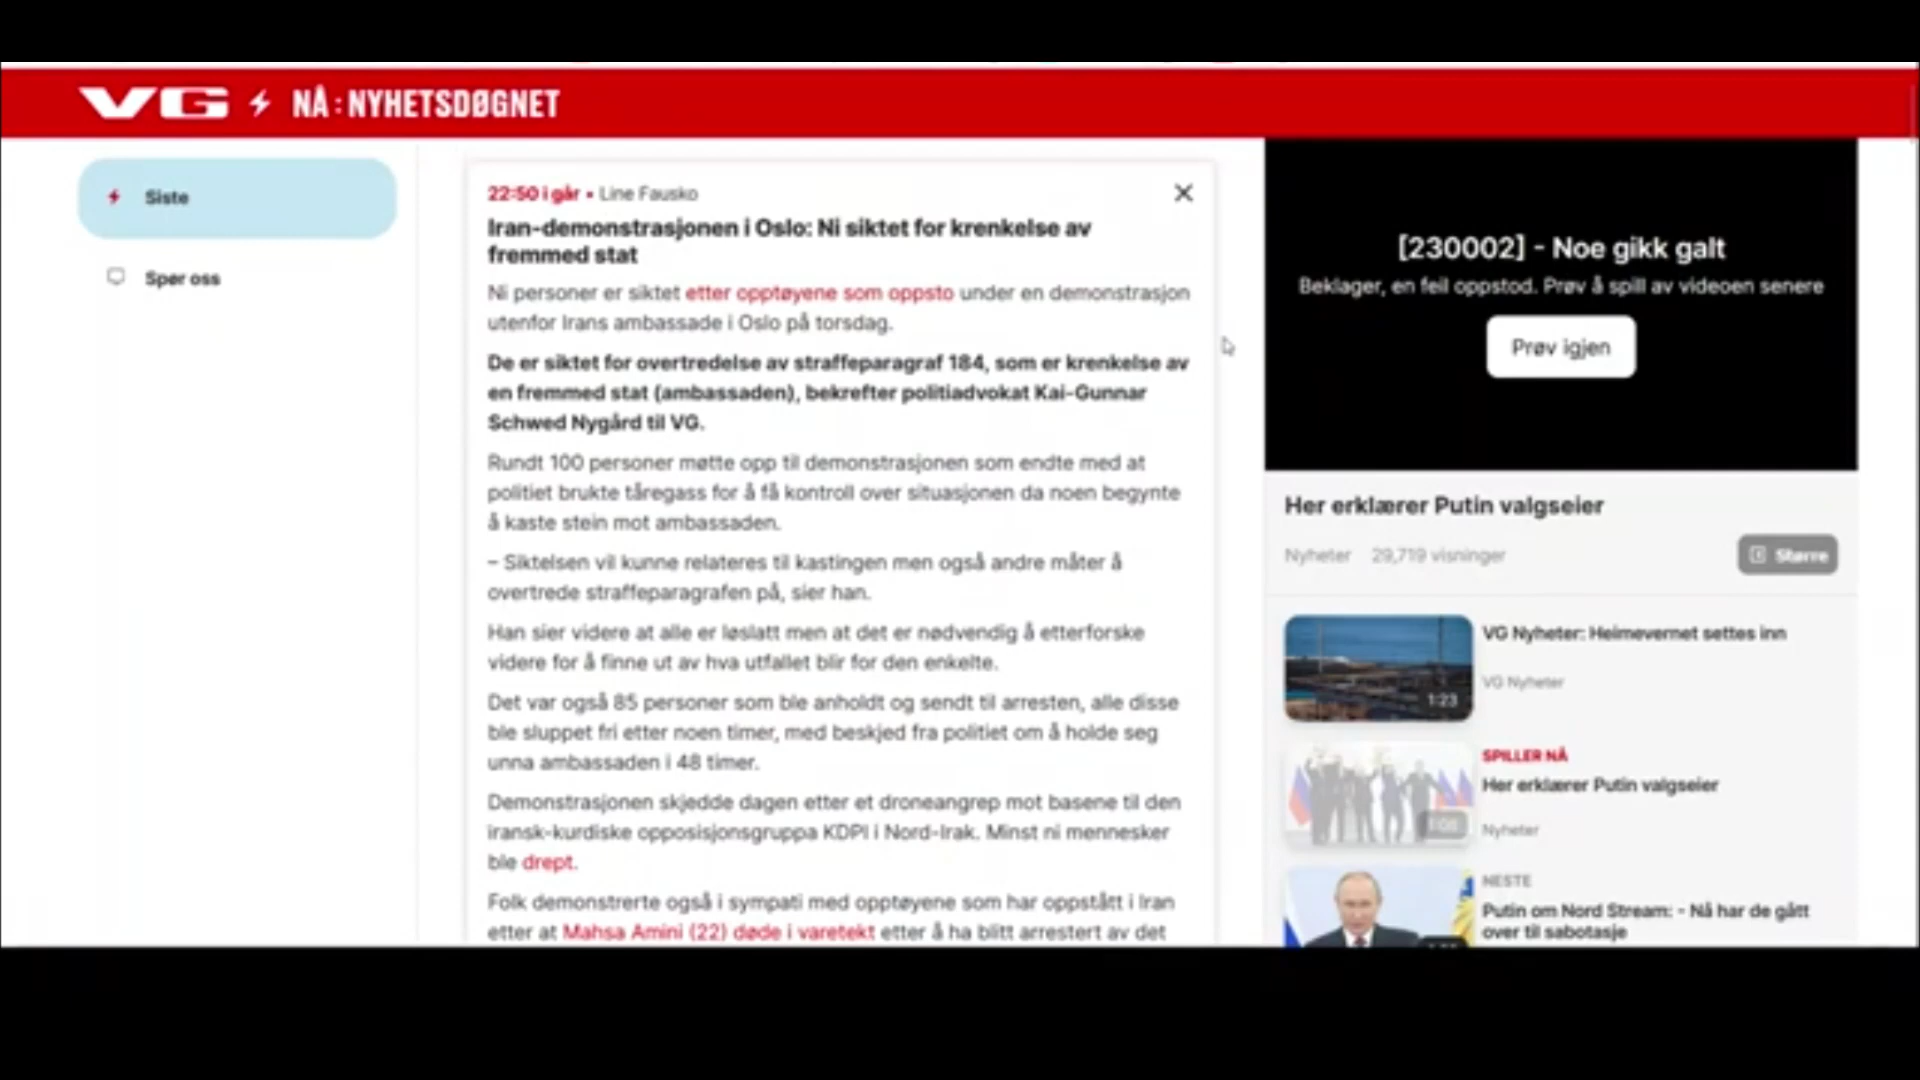 VG NÅ: NYHETSDØGNET
Siste
Spør oss
22:50 i går • Line Fausko
Iran-demonstrasjonen i Oslo: Ni siktet for krenkelse av
fremmed stat
Ni personer er siktet etter opptøyene som oppsto under en demonstrasjon
utenfor Irans ambassade i Oslo på torsdag.
De er siktet for overtredelse av straffeparagraf 184, som er krenkelse av
en fremmed stat (ambassaden), bekrefter politiadvokat Kai-Gunnar
Schwed Nygård til VG.
Rundt 100 personer møtte opp til demonstrasjonen som endte med at
politiet brukte tåregass for å få kontroll over situasjonen da noen begynte
å kaste stein mot ambassaden.
– Siktelsen vil kunne relateres til kastingen men også andre måter å
overtrede straffeparagrafen på, sier han.
Han sier videre at alle er løslatt men at det er nødvendig å etterforske
videre for å finne ut av hva utfallet blir for den enkelte.
Det var også 85 personer som ble anholdt og sendt til arresten, alle disse
ble sluppet fri etter noen timer, med beskjed fra politiet om å holde seg
unna ambassaden i 48 timer.
Demonstrasjonen skjedde dagen etter et droneangrep mot basene til den
iransk-kurdiske opposisjonsgruppa KDPI i Nord-Irak. Minst ni mennesker
ble drept.
Folk demonstrerte også i sympati med opptøyene som har oppstått i Iran
etter at Mahsa Amini (22) døde i varetekt etter å ha blitt arrestert av det
[230002] - Noe gikk galt
Beklager, en feil oppstod. Prøv å spill av videoen senere
Prøv igjen
Her erklærer Putin valgseier
Nyheter 29,719 visninger
Større
VG Nyheter: Heimevernet settes inn
VG Nyheter
1:23
SPILLER NÅ
Her erklærer Putin valgseier
Nyheter
NESTE
Putin om Nord Stream: - Nå har de gått
over til sabotasje